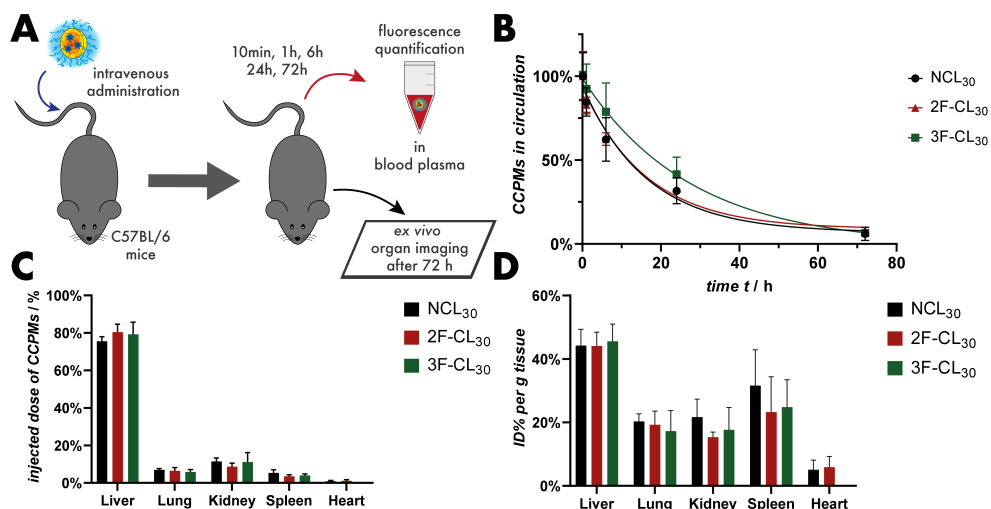 A
intravenous
administration
10min, 1h, 6h
24h, 72h
fluorescence
quantification
in
blood plasma
C57BL/6
mice
ex vivo
organ imaging
after 72 h
B
CCPMs in circulation
100%
50%
0%
0 20 40 60 80
time t / h
NCL30
2F-CL30
3F-CL30
C
injected dose of CCPMs / %
100%
80%
60%
40%
20%
0%
Liver Lung Kidney Spleen Heart
NCL30
2F-CL30
3F-CL30
D
ID% per g tissue
60%
40%
20%
0%
Liver Lung Kidney Spleen Heart
NCL30
2F-CL30
3F-CL30